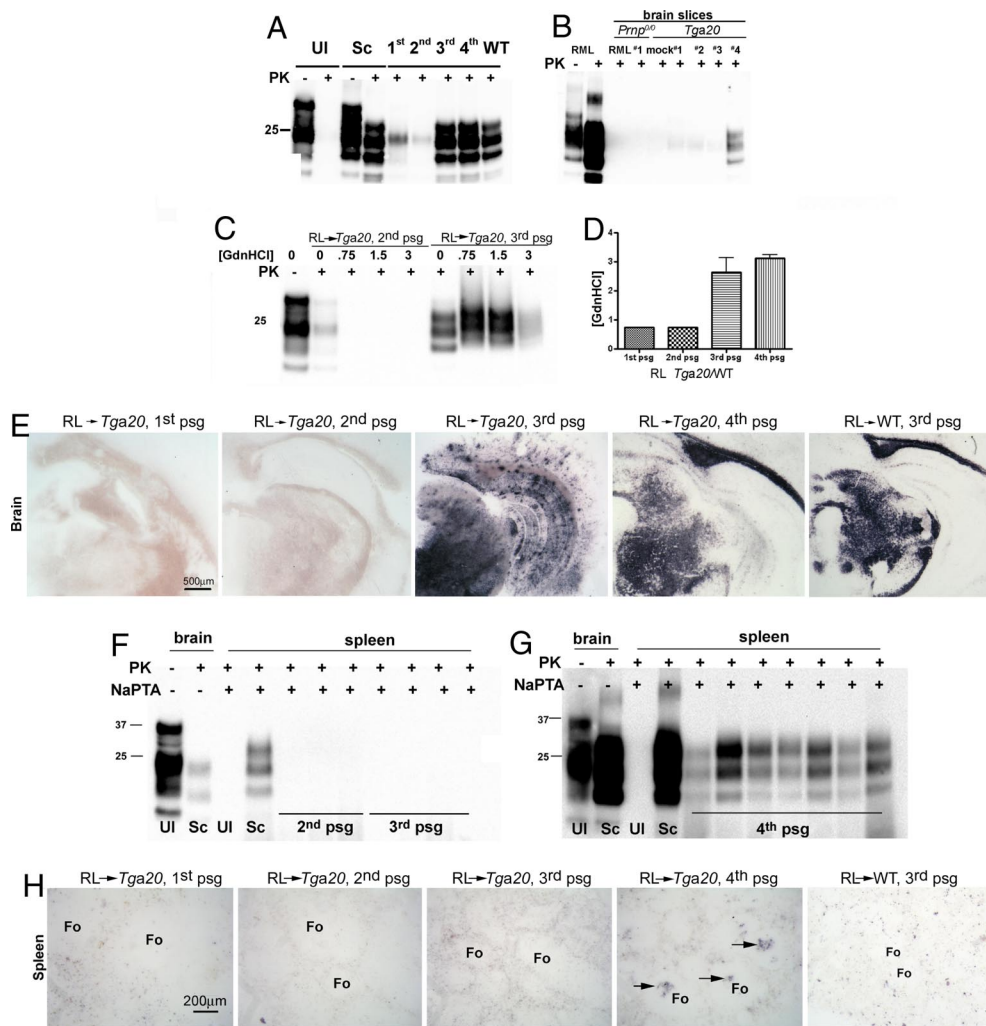 A
UI Sc 1st 2nd 3rd 4th WT
PK - + - + + + + + +
25
B
brain slices
Prnp0/0 Tga20
RML RML #1 mock#1 #2 #3 #4
PK - + + + + + + +
C
RL→Tga20, 2nd psg RL→Tga20, 3rd psg
[GdnHCl] 0 0 .75 1.5 3 0 .75 1.5 3
PK - + + + + + + + +
25
D
[GdnHCl]
4
3
2
1
0
1st psg 2nd psg 3rd psg 4th psg
RL Tga20/WT
E
RL→Tga20, 1st psg RL→Tga20, 2nd psg RL→Tga20, 3rd psg RL→Tga20, 4th psg RL→WT, 3rd psg
Brain
500µm
F
brain spleen
PK - + + + + + + + + + +
NaPTA - - + + + + + + + + +
37
25
UI Sc UI Sc 2nd psg 3rd psg
G
brain spleen
PK - + + + + + + + + + +
NaPTA - - + + + + + + + + +
37
25
UI Sc UI Sc 4th psg
H
RL→Tga20, 1st psg RL→Tga20, 2nd psg RL→Tga20, 3rd psg RL→Tga20, 4th psg RL→WT, 3rd psg
Spleen
Fo Fo Fo Fo Fo Fo Fo Fo Fo Fo
200µm